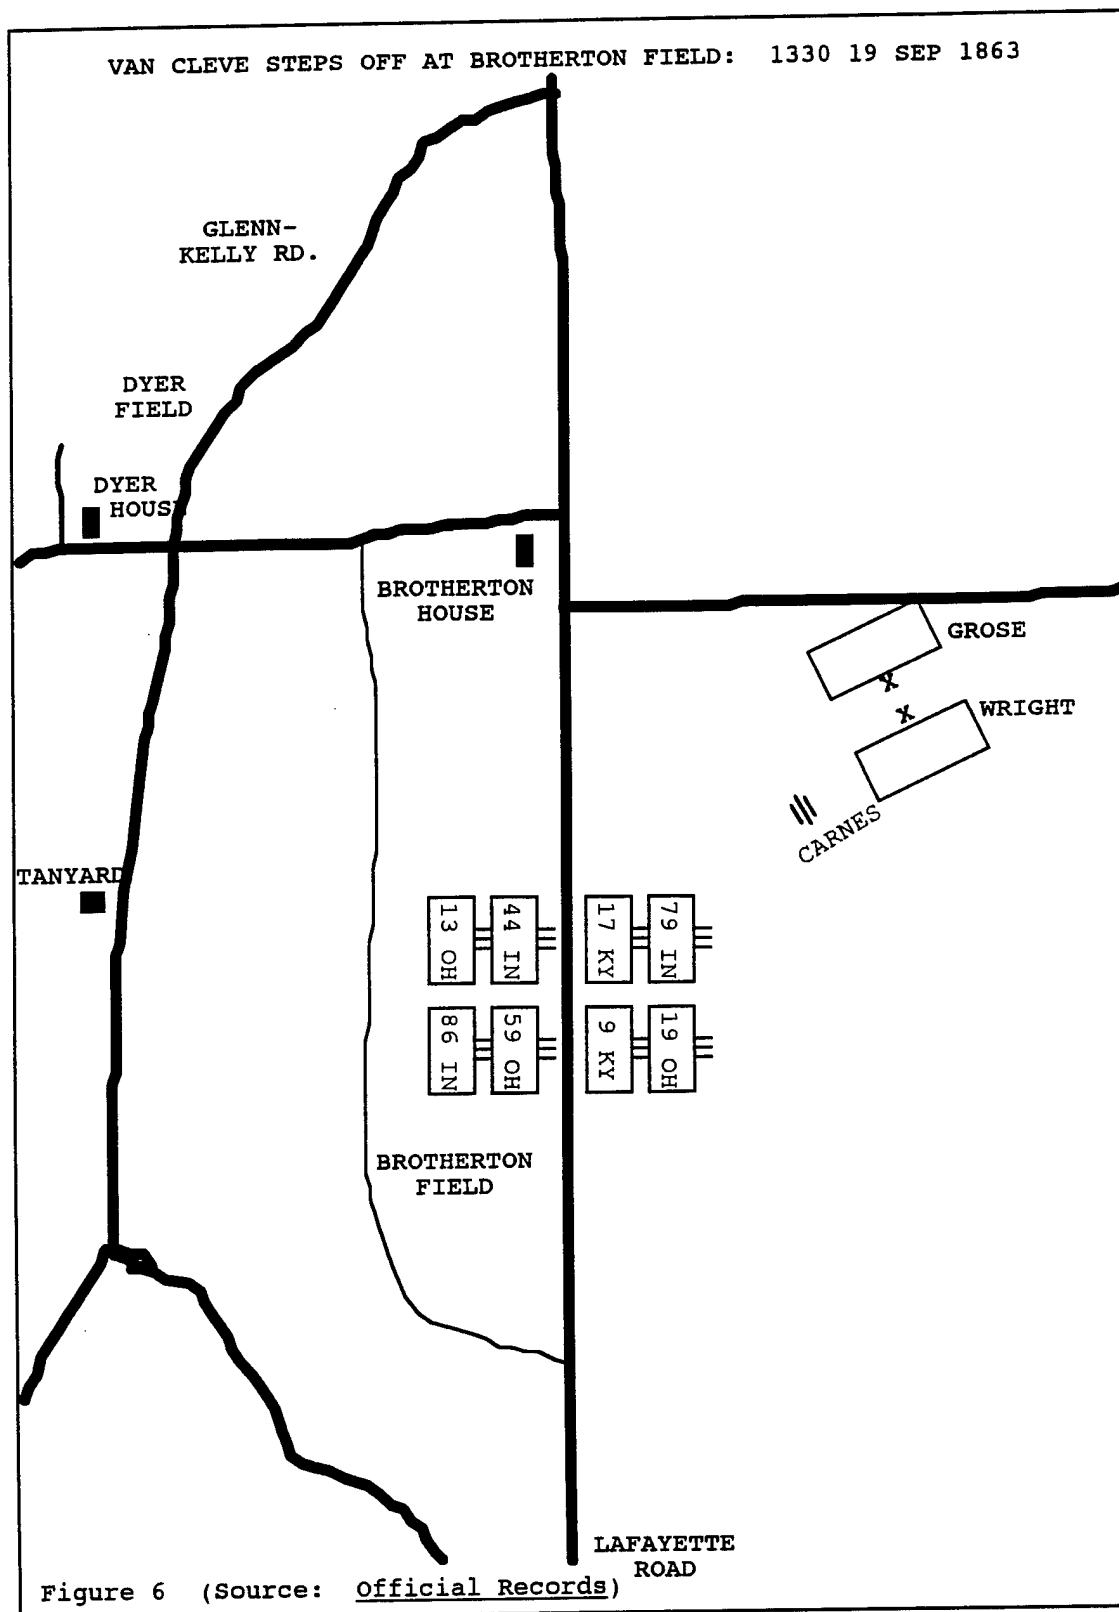 VAN CLEVE STEPS OFF AT BROTHERTON FIELD: 1330 19 SEP 1863
GLENN-
KELLY RD.
DYER
FIELD
DYER
HOUSE
BROTHERTON
HOUSE
GROSE
X
X
WRIGHT
CARNES
TANYARD
13 OH
44 IN
17 KY
79 IN
86 IN
59 OH
9 KY
19 OH
BROTHERTON
FIELD
LAFAYETTE
ROAD
Figure 6 (Source: Official Records)